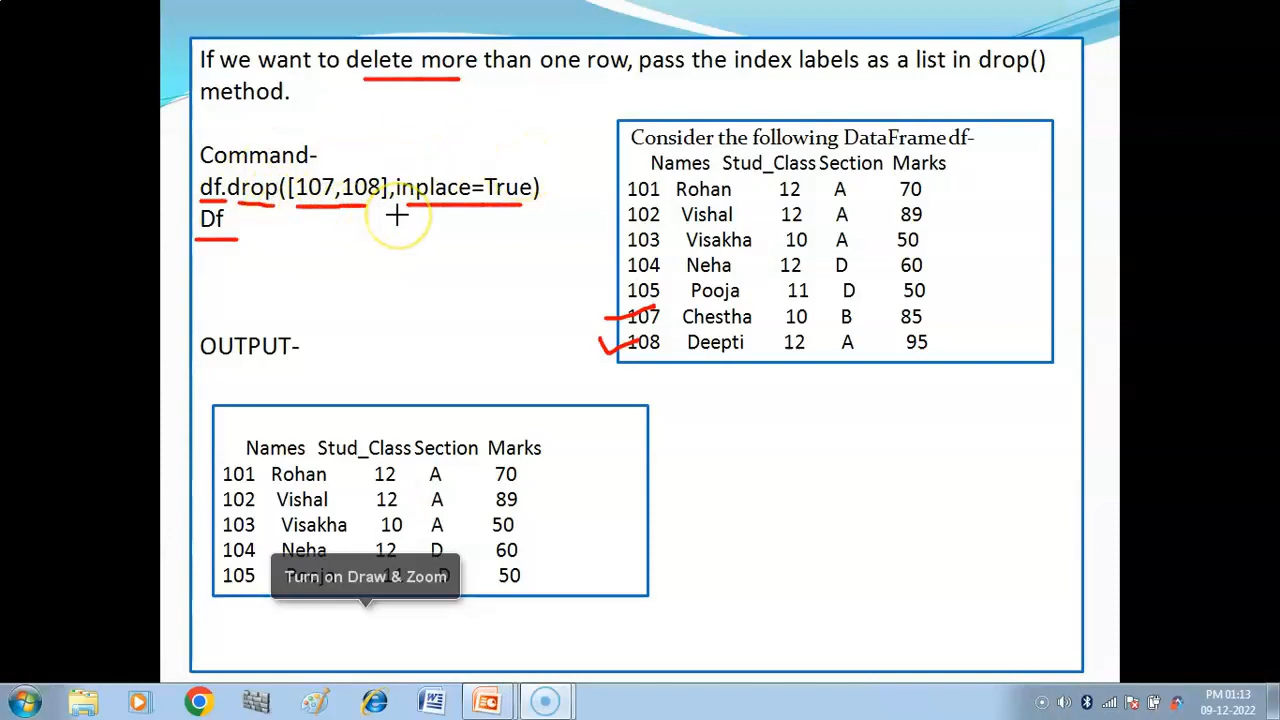 If we want to delete more than one row, pass the index labels as a list in drop()
method.
Command-
df.drop([107,108],inplace=True)
Df
OUTPUT-
Consider the following DataFrame df-
Names Stud_Class Section Marks
101 Rohan 12 A 70
102 Vishal 12 A 89
103 Visakha 10 A 50
104 Neha 12 D 60
105 Pooja 11 D 50
107 Chestha 10 B 85
108 Deepti 12 A 95
Names Stud_Class Section Marks
101 Rohan 12 A 70
102 Vishal 12 A 89
103 Visakha 10 A 50
104 Neha 12 D 60
105 Pooja 11 D 50
Turn on Draw & Zoom
PM 01:13
09-12-2022